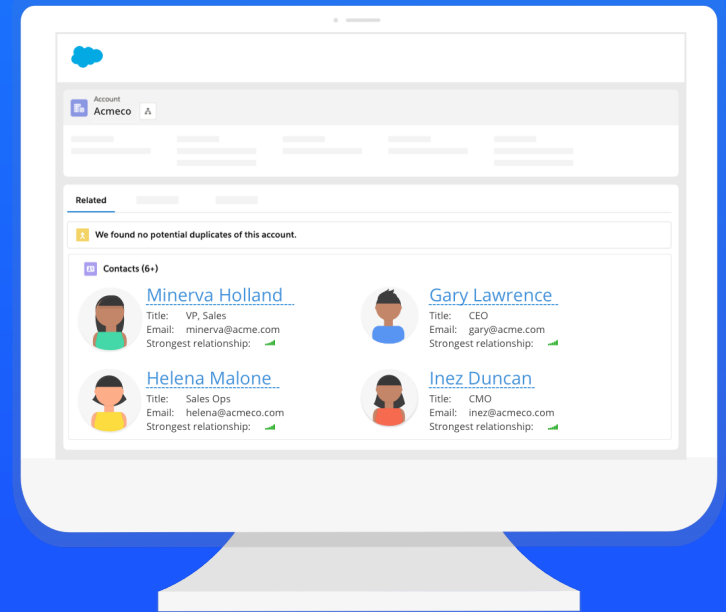 Account
Acmeco
Related
We found no potential duplicates of this account.
Contacts (6+)
Minerva Holland
Title: VP, Sales
Email: minerva@acme.com
Strongest relationship:
Gary Lawrence
Title: CEO
Email: gary@acme.com
Strongest relationship:
Helena Malone
Title: Sales Ops
Email: helena@acmeco.com
Strongest relationship:
Inez Duncan
Title: CMO
Email: inez@acmeco.com
Strongest relationship: